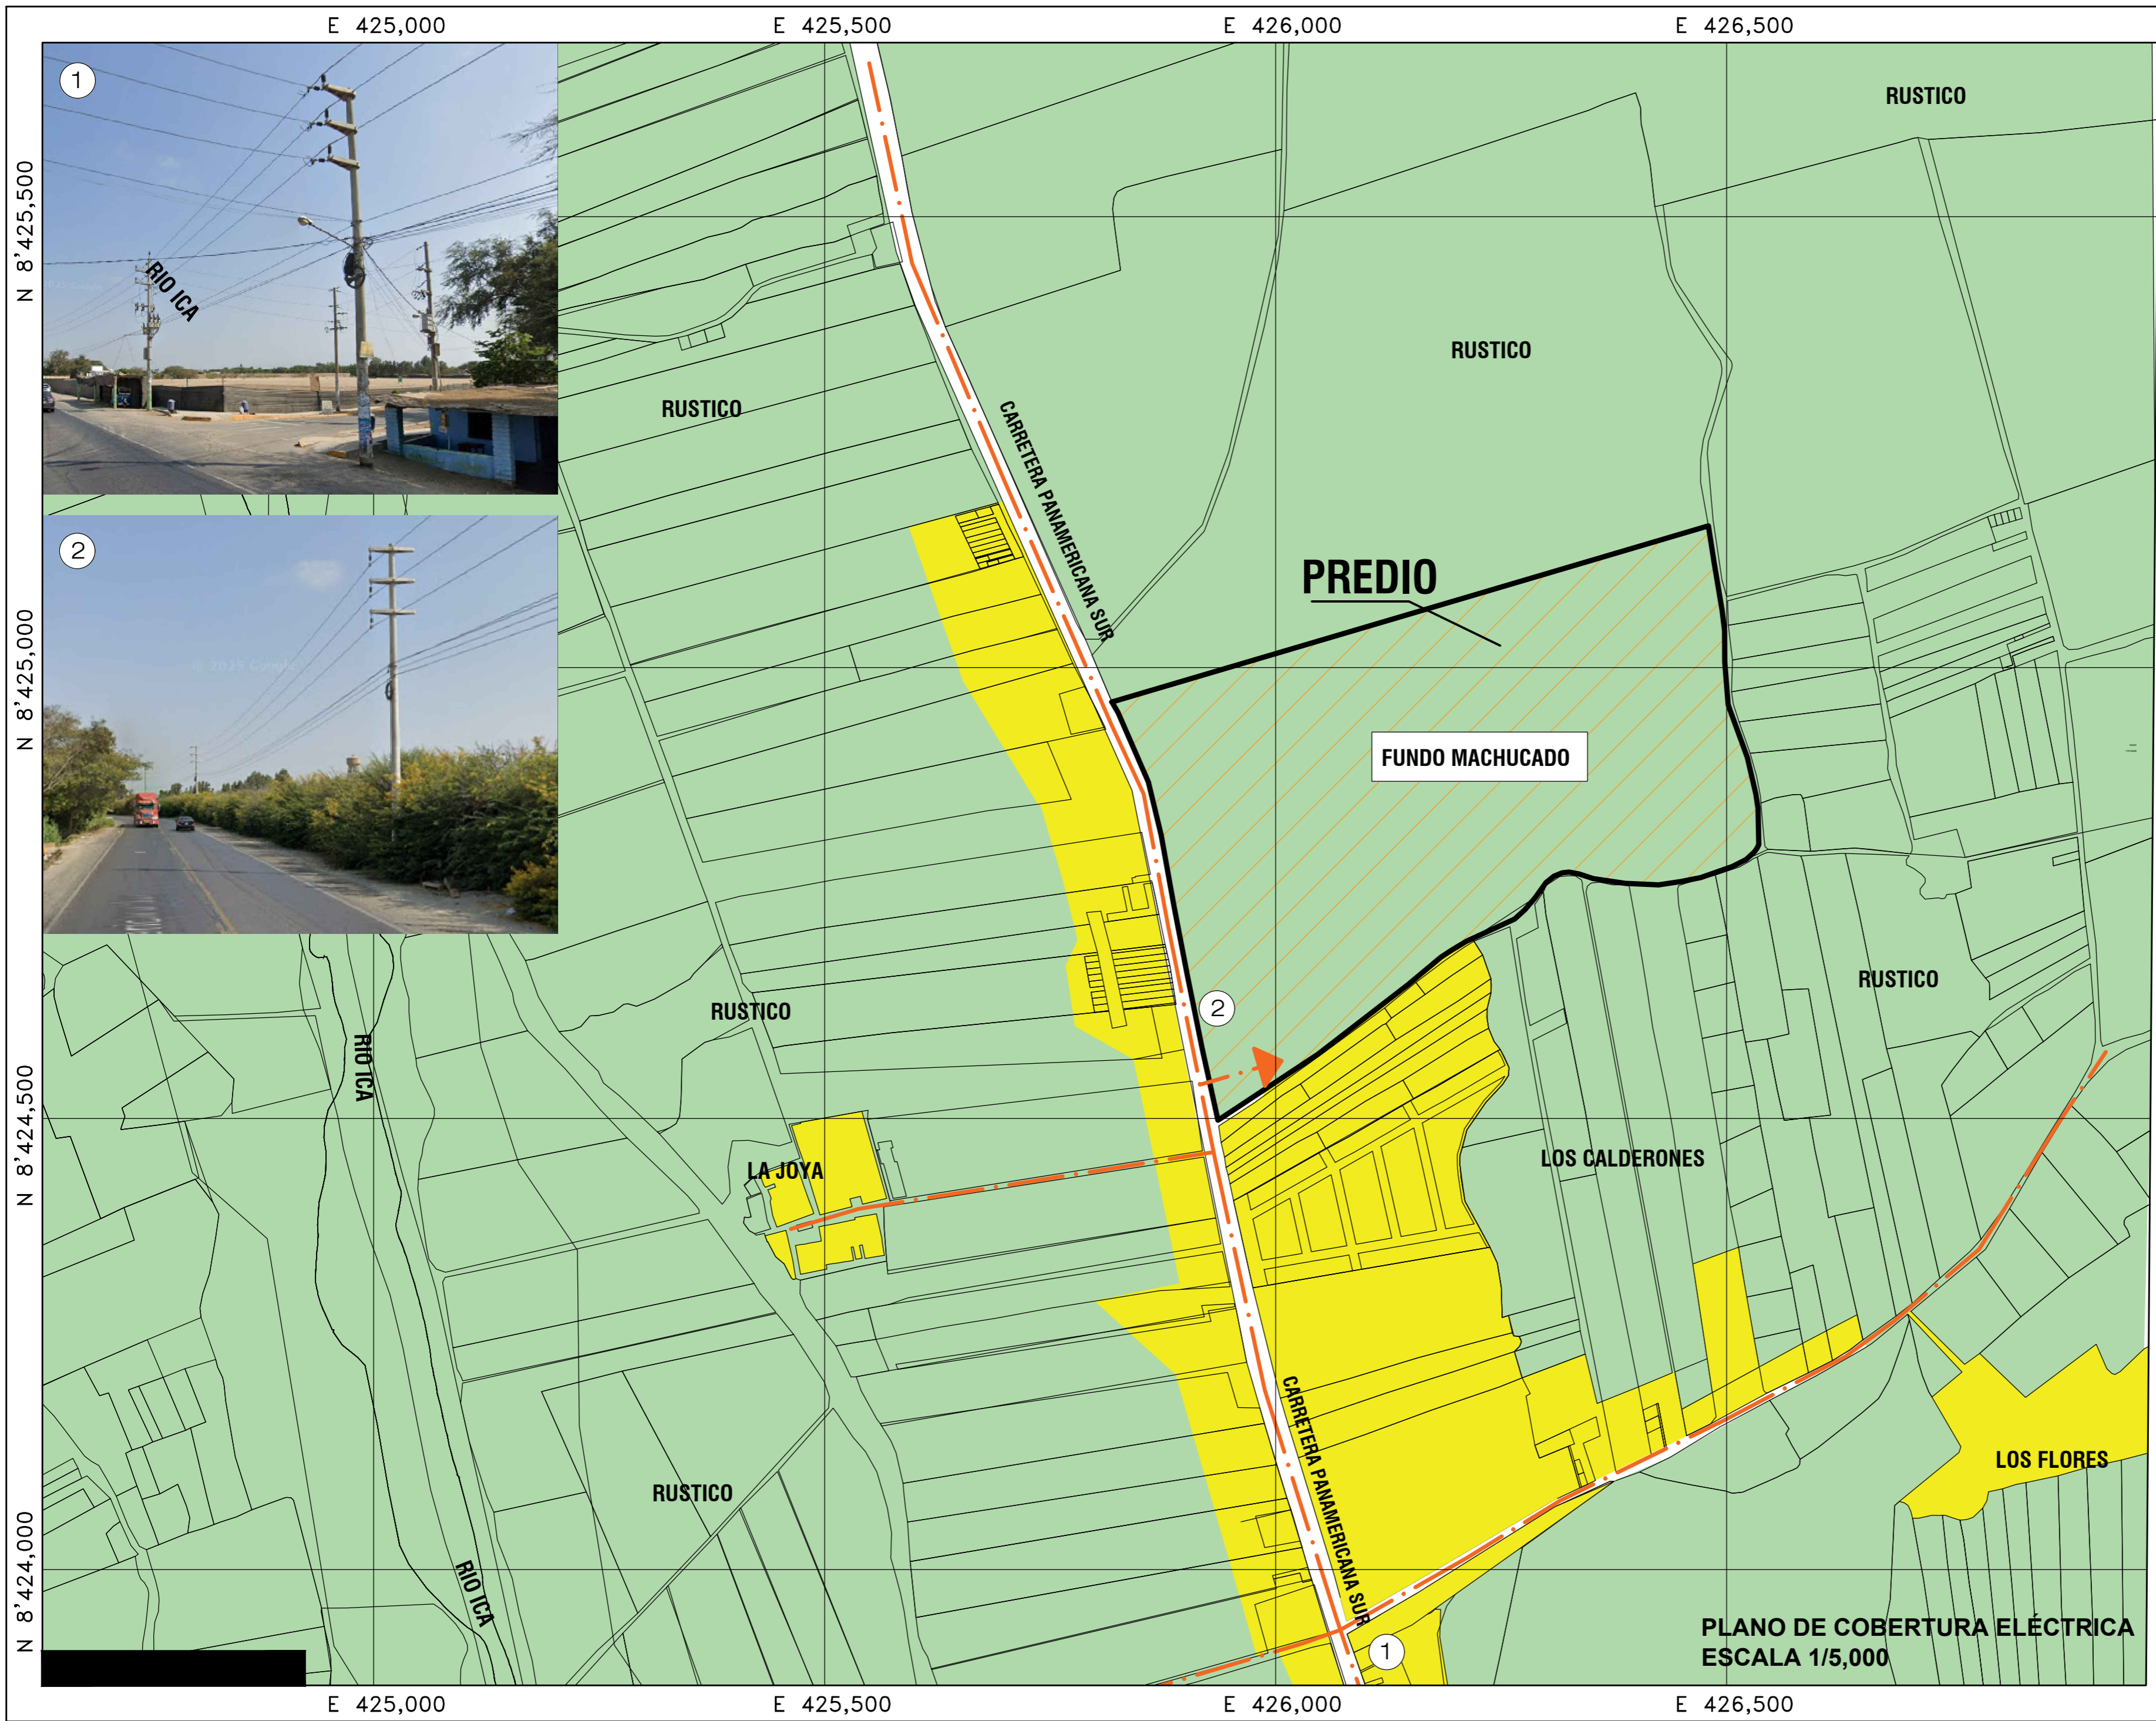 E 425,000
E 425,500
E 426,000
E 426,500
N 8'425,500
N 8'425,000
N 8'424,500
N 8'424,000
1
RIO ICA
2
© 2025 Google
RUSTICO
RUSTICO
RUSTICO
CARRETERA PANAMERICANA SUR
PREDIO
FUNDO MACHUCADO
RUSTICO
RUSTICO
2
RIO ICA
LA JOYA
LOS CALDERONES
CARRETERA PANAMERICANA SUR
LOS FLORES
RUSTICO
RIO ICA
1
PLANO DE COBERTURA ELÉCTRICA
ESCALA 1/5,000
E 425,000
E 425,500
E 426,000
E 426,500